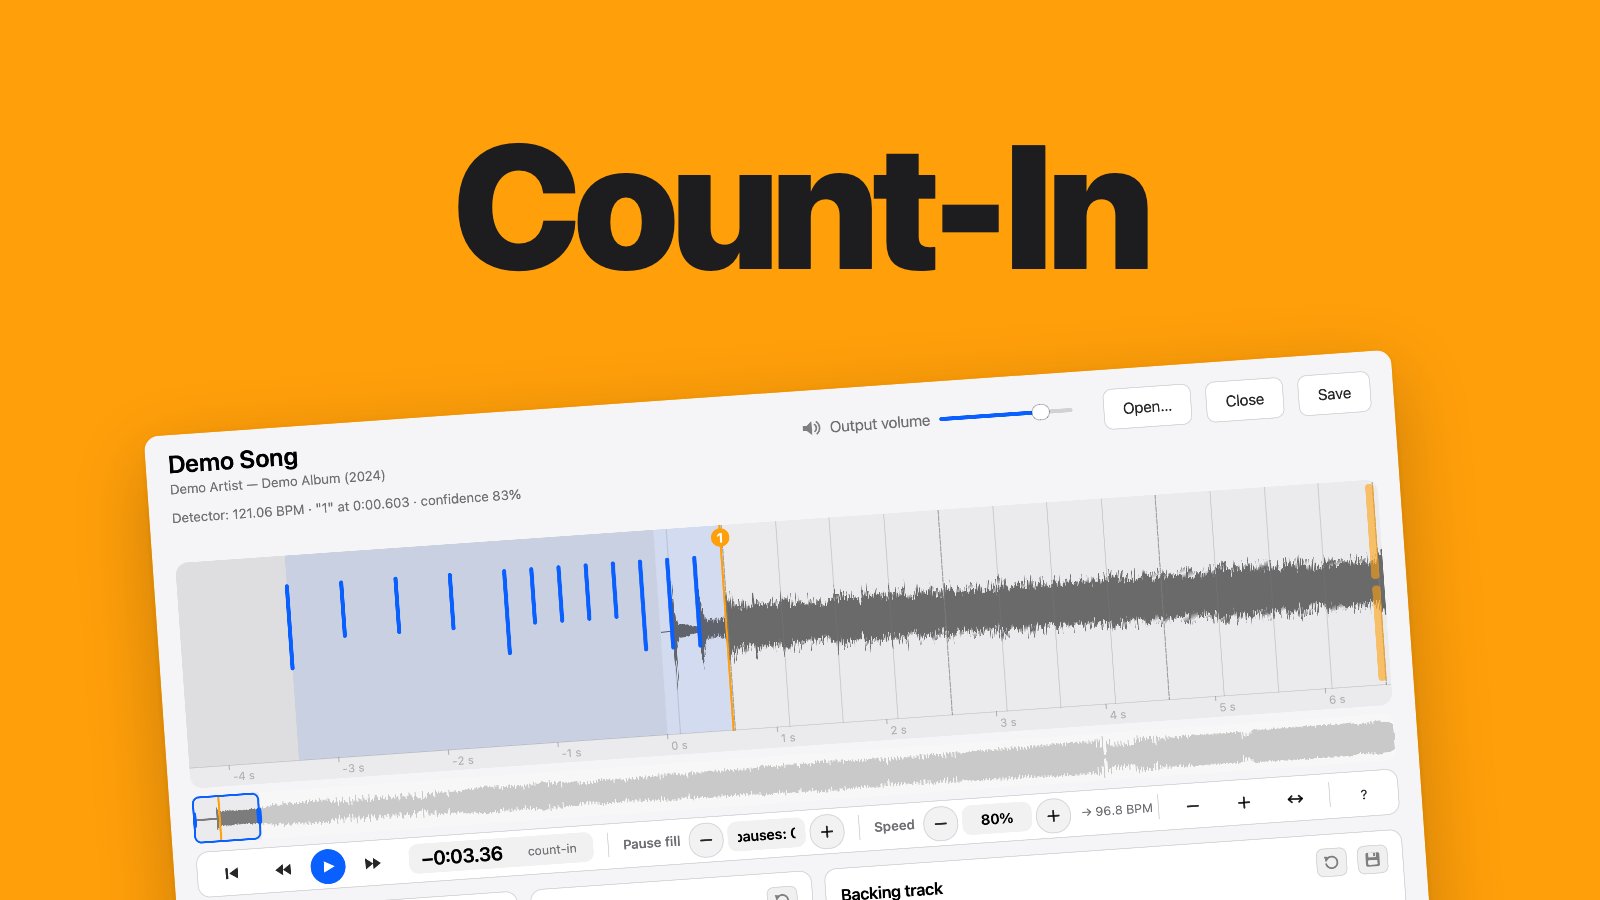 Count-In
Output volume
Open...
Close
Save
Demo Song
Demo Artist — Demo Album (2024)
Detector: 121.06 BPM · "1" at 0:00.603 · confidence 83%
1
-4 s
-3 s
-2 s
-1 s
0 s
1 s
2 s
3 s
4 s
5 s
6 s
−0:03.36
count-in
Pause fill
−
pauses: 
+
Speed
−
80%
+
→ 96.8 BPM
−
+
↔
?
Backing track